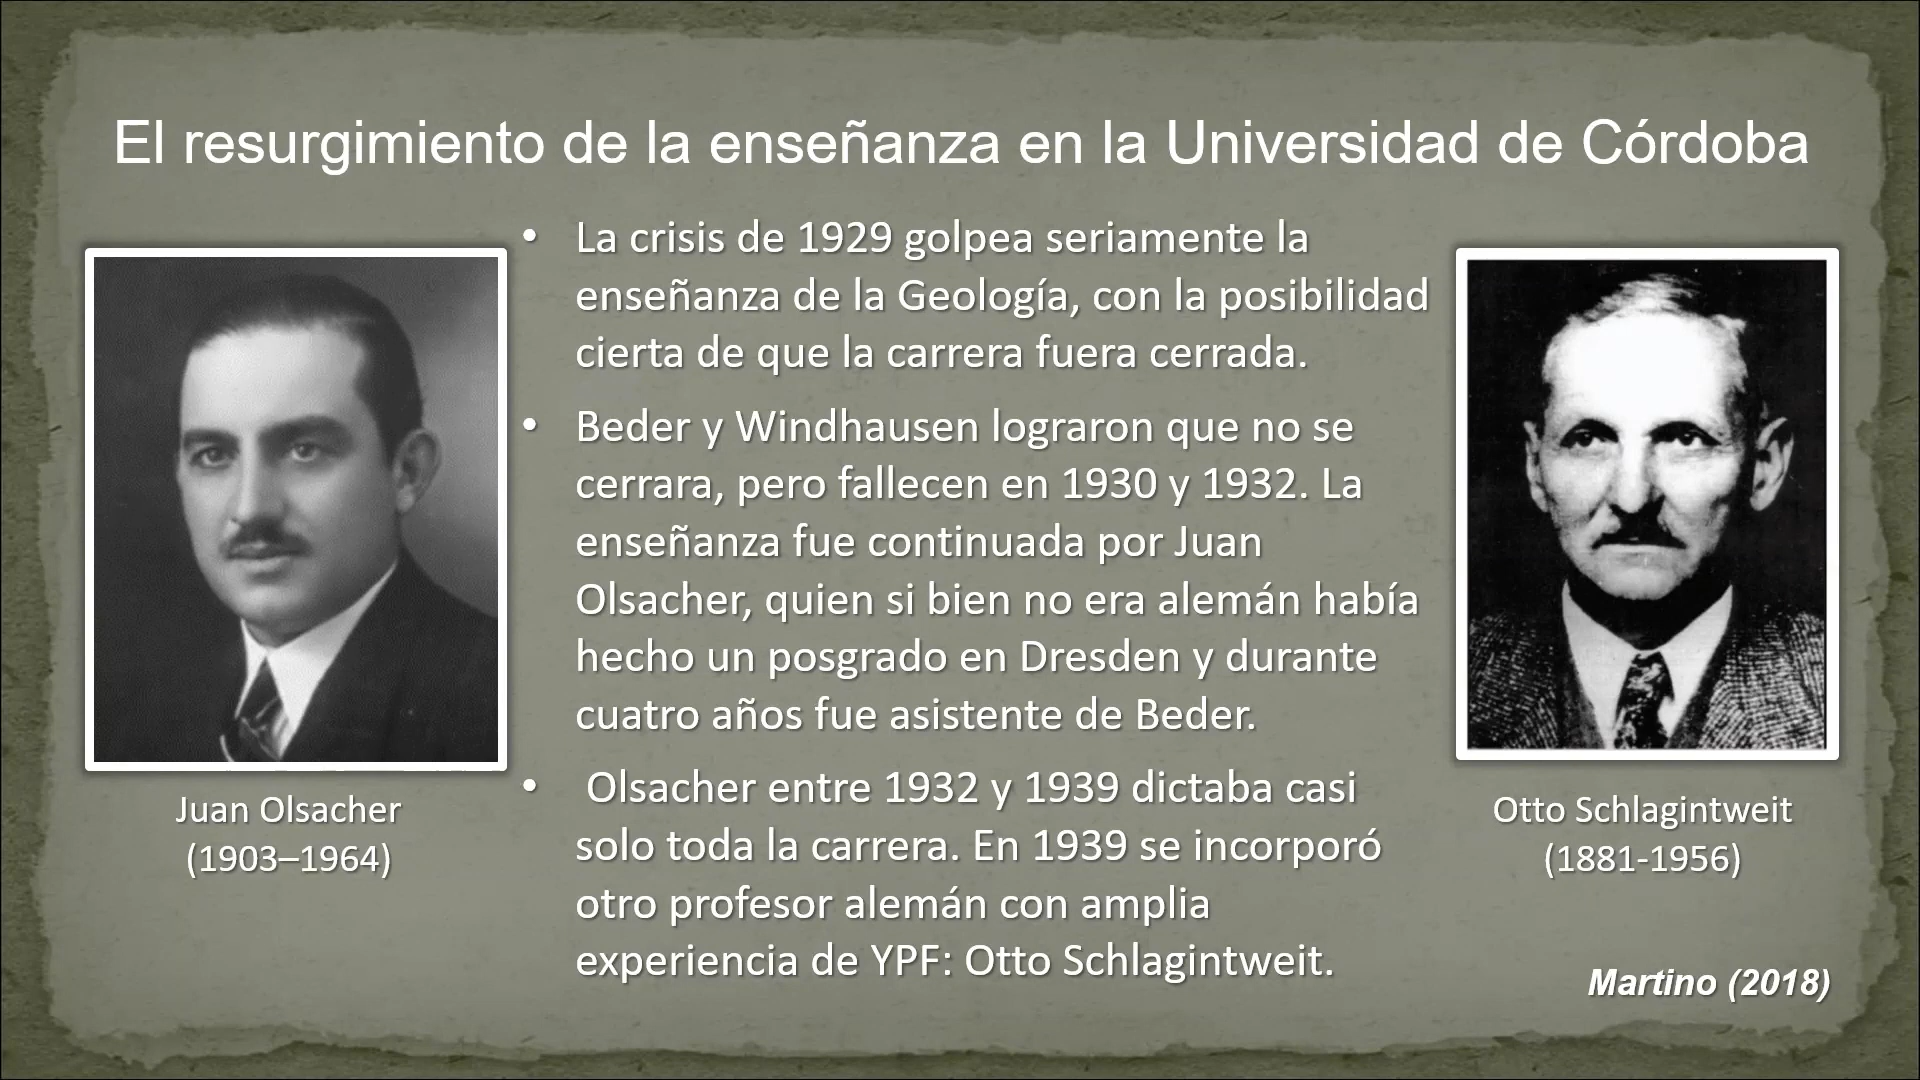 El resurgimiento de la enseñanza en la Universidad de Córdoba
• La crisis de 1929 golpea seriamente la
enseñanza de la Geología, con la posibilidad
cierta de que la carrera fuera cerrada.
• Beder y Windhausen lograron que no se
cerrara, pero fallecen en 1930 y 1932. La
enseñanza fue continuada por Juan
Olsacher, quien si bien no era alemán había
hecho un posgrado en Dresden y durante
cuatro años fue asistente de Beder.
• Olsacher entre 1932 y 1939 dictaba casi
solo toda la carrera. En 1939 se incorporó
otro profesor alemán con amplia
experiencia de YPF: Otto Schlagintweit.
Juan Olsacher
(1903–1964)
Otto Schlagintweit
(1881-1956)
Martino (2018)